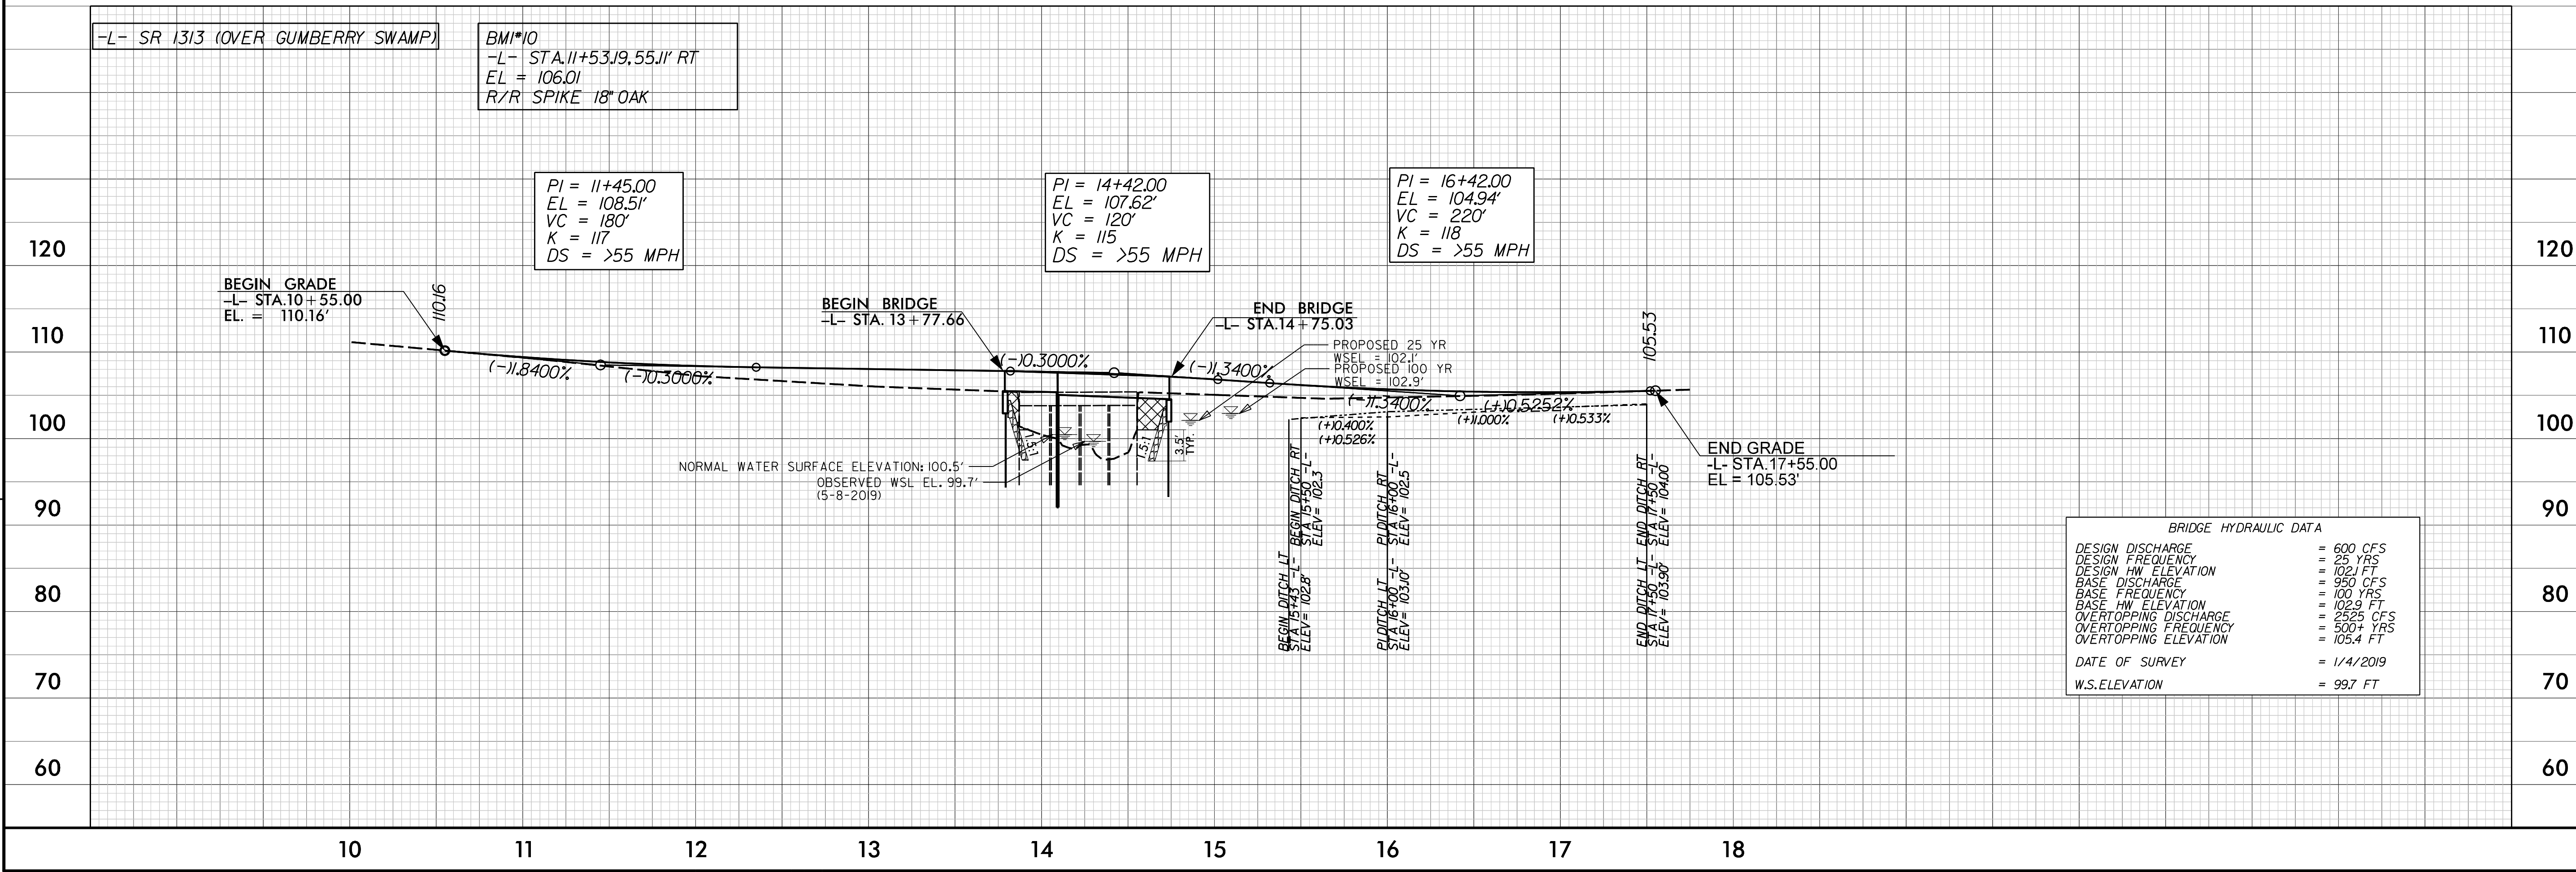 -L- SR 1313 (OVER GUMBERRY SWAMP)
BM#10
-L- STA.11+53.19, 55.11' RT
EL = 106.01
R/R SPIKE 18" OAK
PI = 11+45.00
EL = 108.51'
VC = 180'
K = 117
DS = >55 MPH
PI = 14+42.00
EL = 107.62'
VC = 120'
K = 115
DS = >55 MPH
PI = 16+42.00
EL = 104.94'
VC = 220'
K = 118
DS = >55 MPH
120
120
BEGIN GRADE
-L- STA.10+55.00
EL. = 110.16'
110.16
BEGIN BRIDGE
-L- STA. 13+77.66
END BRIDGE
-L- STA.14+75.03
105.53
110
110
PROPOSED 25 YR
WSEL = 102.1'
PROPOSED 100 YR
WSEL = 102.9'
(-)1.8400%
(-)0.3000%
(-)0.3000%
(-)1.3400%
(-)1.3400%
(+)0.5252%
(+)0.400%
(+)0.526%
(+)1.000%
(+)0.533%
100
100
1.5:1
1.5:1
3.5'
TYP.
NORMAL WATER SURFACE ELEVATION: 100.5'
OBSERVED WSL EL. 99.7'
(5-8-2019)
END GRADE
-L- STA.17+55.00
EL = 105.53'
BEGIN DITCH RT
STA 15+50 -L-
ELEV= 102.3
PI DITCH RT
STA 16+00 -L-
ELEV= 102.5
END DITCH RT
STA 17+50 -L-
ELEV= 104.00
90
90
BEGIN DITCH LT
STA 15+43 -L-
ELEV= 102.8'
PI DITCH LT
STA 16+00 -L-
ELEV= 103.10'
END DITCH LT
STA 17+50 -L-
ELEV= 103.90'
BRIDGE HYDRAULIC DATA
DESIGN DISCHARGE = 600 CFS
DESIGN FREQUENCY = 25 YRS
DESIGN HW ELEVATION = 102.1 FT
BASE DISCHARGE = 950 CFS
BASE FREQUENCY = 100 YRS
BASE HW ELEVATION = 102.9 FT
OVERTOPPING DISCHARGE = 2525 CFS
OVERTOPPING FREQUENCY = 500+ YRS
OVERTOPPING ELEVATION = 105.4 FT
DATE OF SURVEY = 1/4/2019
W.S.ELEVATION = 99.7 FT
80
80
70
70
60
60
10 11 12 13 14 15 16 17 18